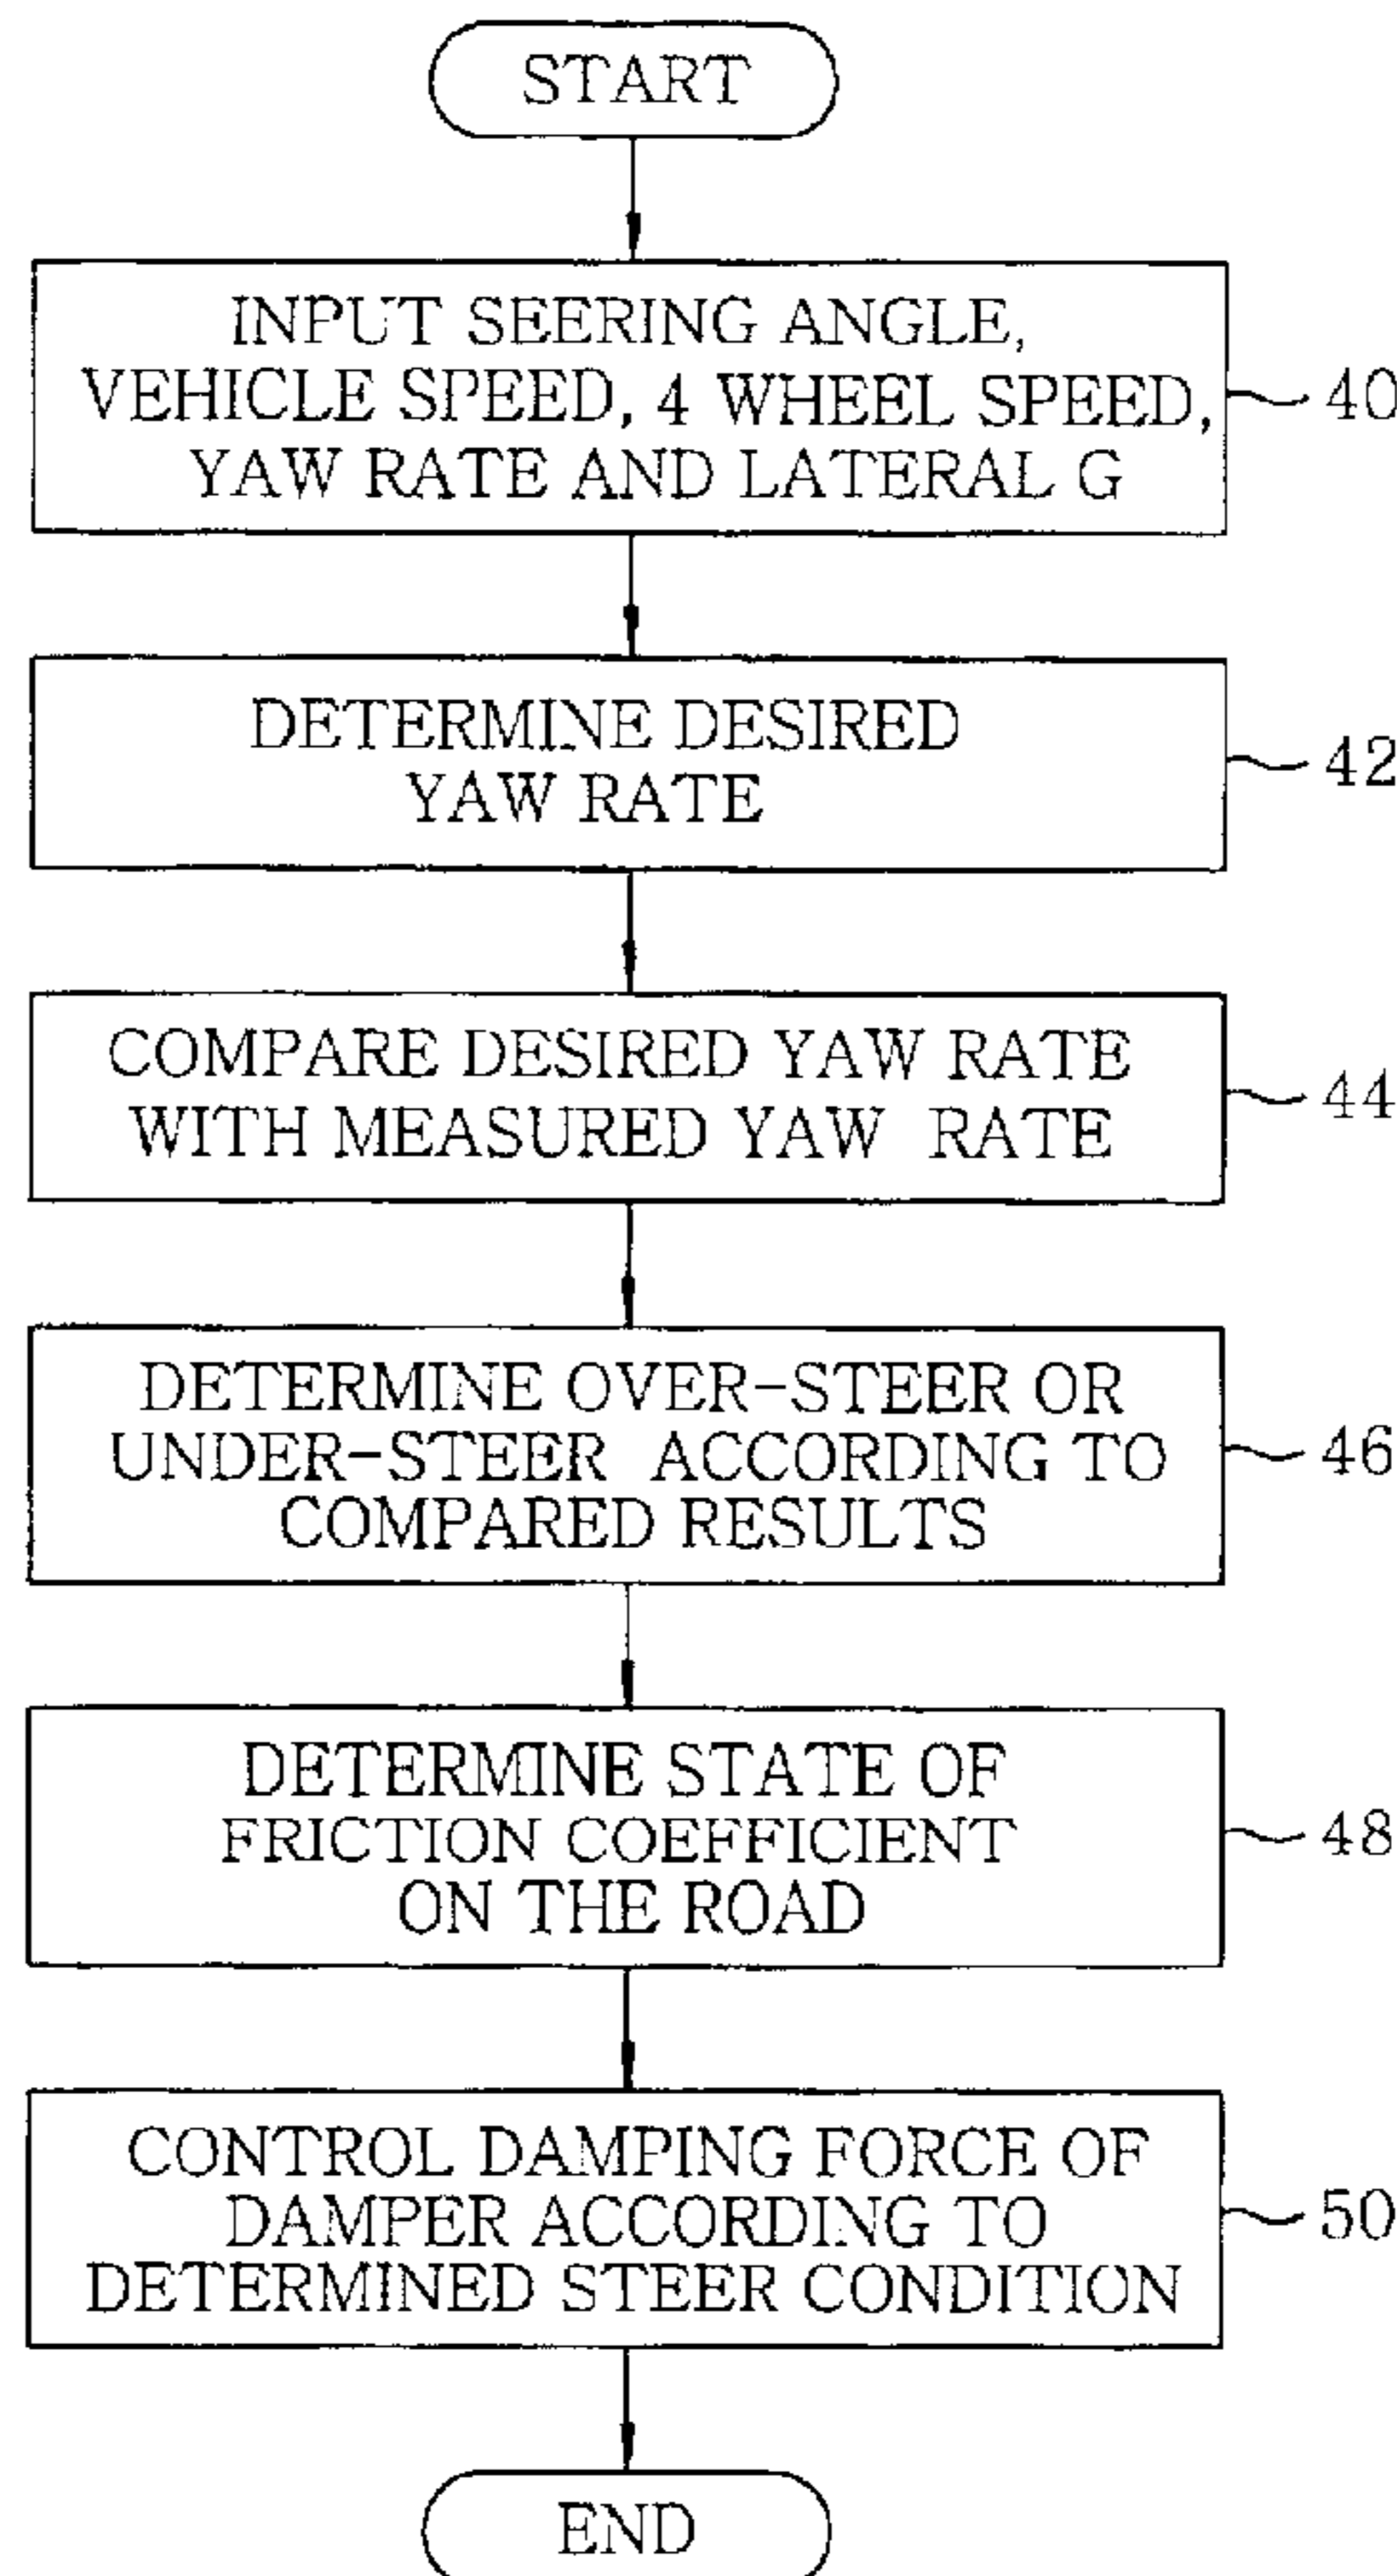 START
INPUT SEERING ANGLE,
VEHICLE SPEED, 4 WHEEL SPEED,
YAW RATE AND LATERAL G
40
DETERMINE DESIRED
YAW RATE
42
COMPARE DESIRED YAW RATE
WITH MEASURED YAW RATE
44
DETERMINE OVER-STEER OR
UNDER-STEER ACCORDING TO
COMPARED RESULTS
46
DETERMINE STATE OF
FRICTION COEFFICIENT
ON THE ROAD
48
CONTROL DAMPING FORCE OF
DAMPER ACCORDING TO
DETERMINED STEER CONDITION
50
END